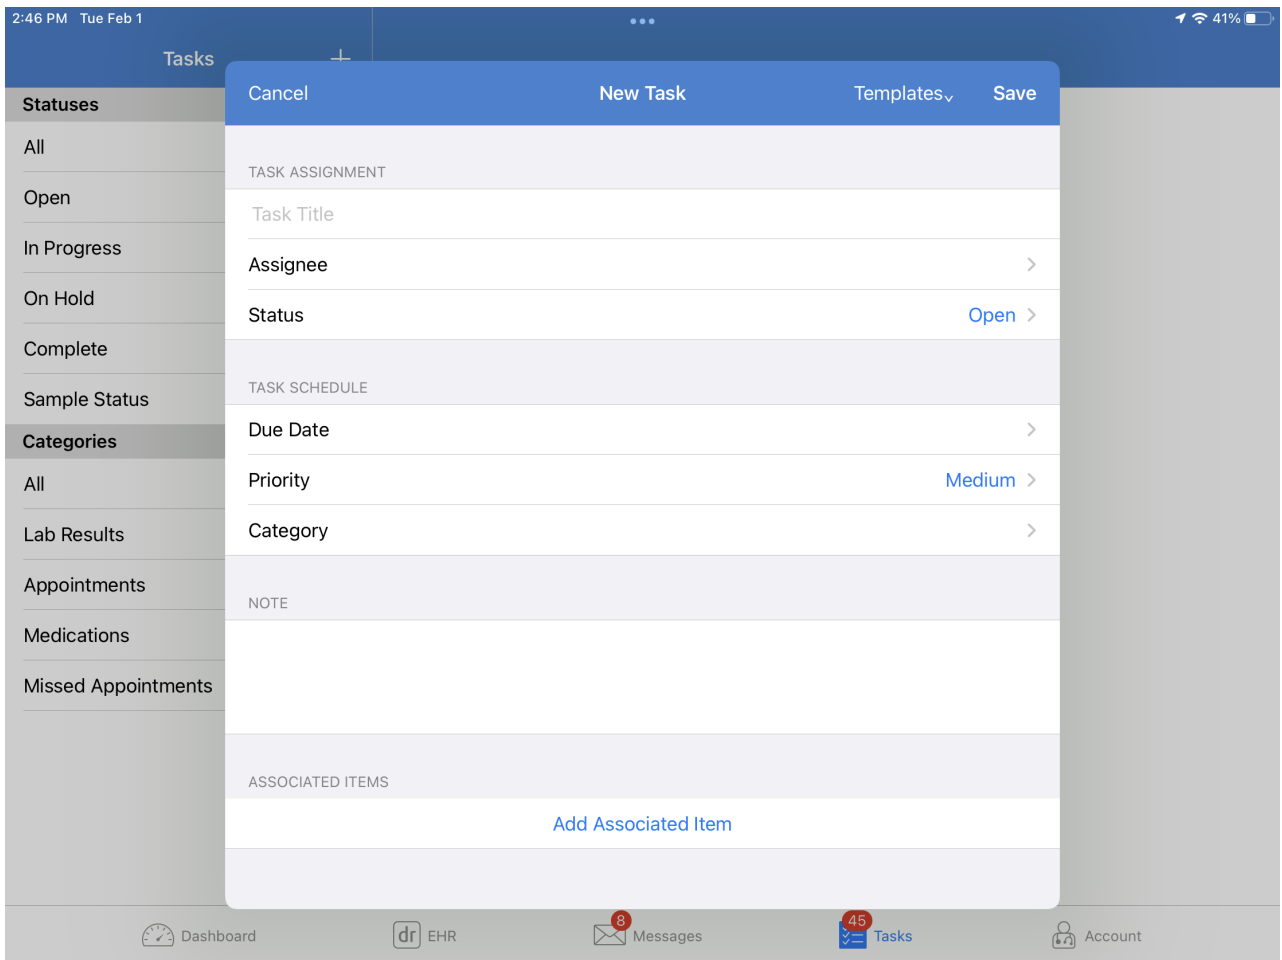 2:46 PM Tue Feb 1
41%
Tasks
Statuses
All
Open
In Progress
On Hold
Complete
Sample Status
Categories
All
Lab Results
Appointments
Medications
Missed Appointments
Cancel New Task Templates Save
TASK ASSIGNMENT
Task Title
Assignee
Status Open
TASK SCHEDULE
Due Date
Priority Medium
Category
NOTE
ASSOCIATED ITEMS
Add Associated Item
Dashboard
dr EHR
8 Messages
45 Tasks
Account